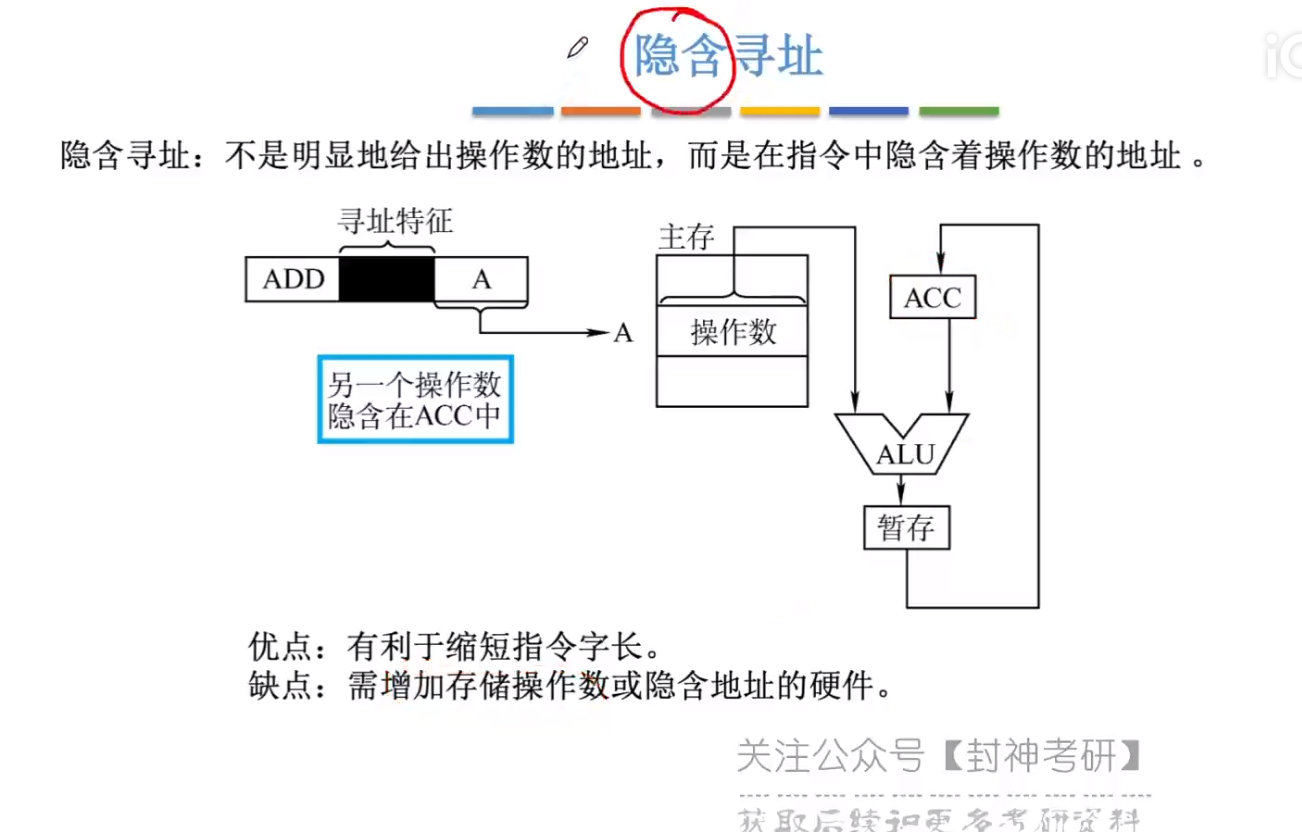 隐含寻址
隐含寻址：不是明显地给出操作数的地址，而是在指令中隐含着操作数的地址 。
寻址特征
主存
ADD
A
ACC
A
操作数
另一个操作数
隐含在ACC中
ALU
暂存
优点：有利于缩短指令字长。
缺点：需增加存储操作数或隐含地址的硬件。
关注公众号【封神考研】
获取后续和更多考研资料